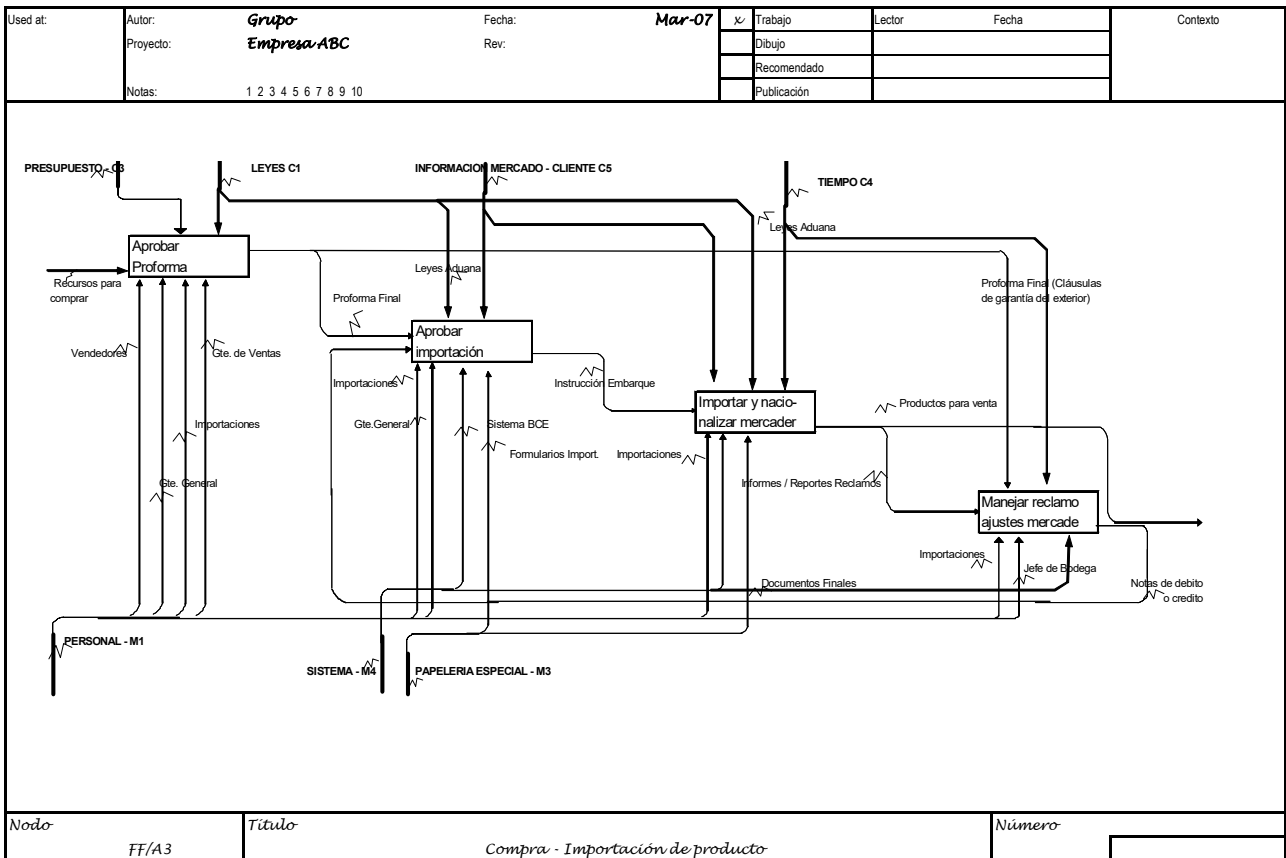 Used at:
Autor: Grupo Fecha: Mar-07 x Trabajo Lector Fecha Contexto
Proyecto: Empresa ABC Rev: Dibujo
Recomendado
Notas: 1 2 3 4 5 6 7 8 9 10 Publicación
PRESUPUESTO - C3
LEYES C1
INFORMACION MERCADO - CLIENTE C5
TIEMPO C4
Aprobar
Proforma
Leyes Aduana
Leyes Aduana
Recursos para
comprar
Proforma Final
Proforma Final (Cláusulas
de garantía del exterior)
Aprobar
importación
Vendedores
Gte. de Ventas
Importaciones
Instrucción Embarque
Importar y nacio-
nalizar mercader
Productos para venta
Importaciones
Gte.General
Sistema BCE
Formularios Import.
Importaciones
Gte. General
Informes / Reportes Reclamos
Manejar reclamo
ajustes mercade
Importaciones
Jefe de Bodega
Documentos Finales
Notas de debito
o credito
PERSONAL - M1
SISTEMA - M4
PAPELERIA ESPECIAL - M3
Nodo Título Número
FF/A3 Compra - Importación de producto